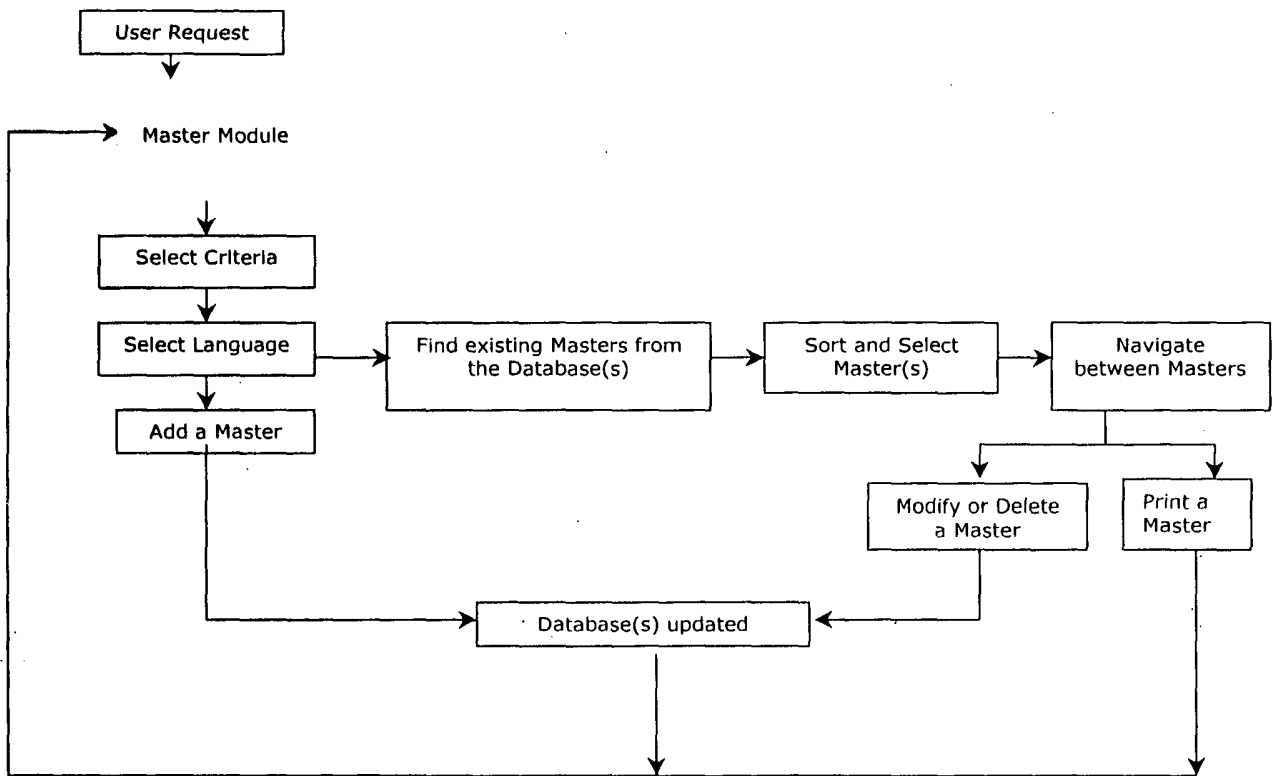 User Request
Master Module
Select Criteria
Select Language
Find existing Masters from
the Database(s)
Sort and Select
Master(s)
Navigate
between Masters
Add a Master
Modify or Delete
a Master
Print a
Master
Database(s) updated